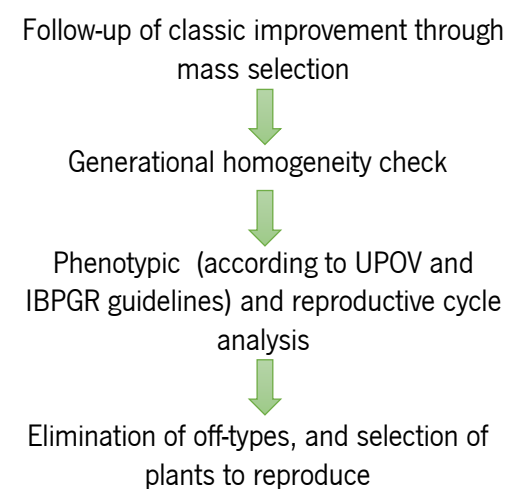 Follow-up of classic improvement through
mass selection
Generational homogeneity check
Phenotypic (according to UPOV and
IBPGR guidelines) and reproductive cycle
analysis
Elimination of off-types, and selection of
plants to reproduce